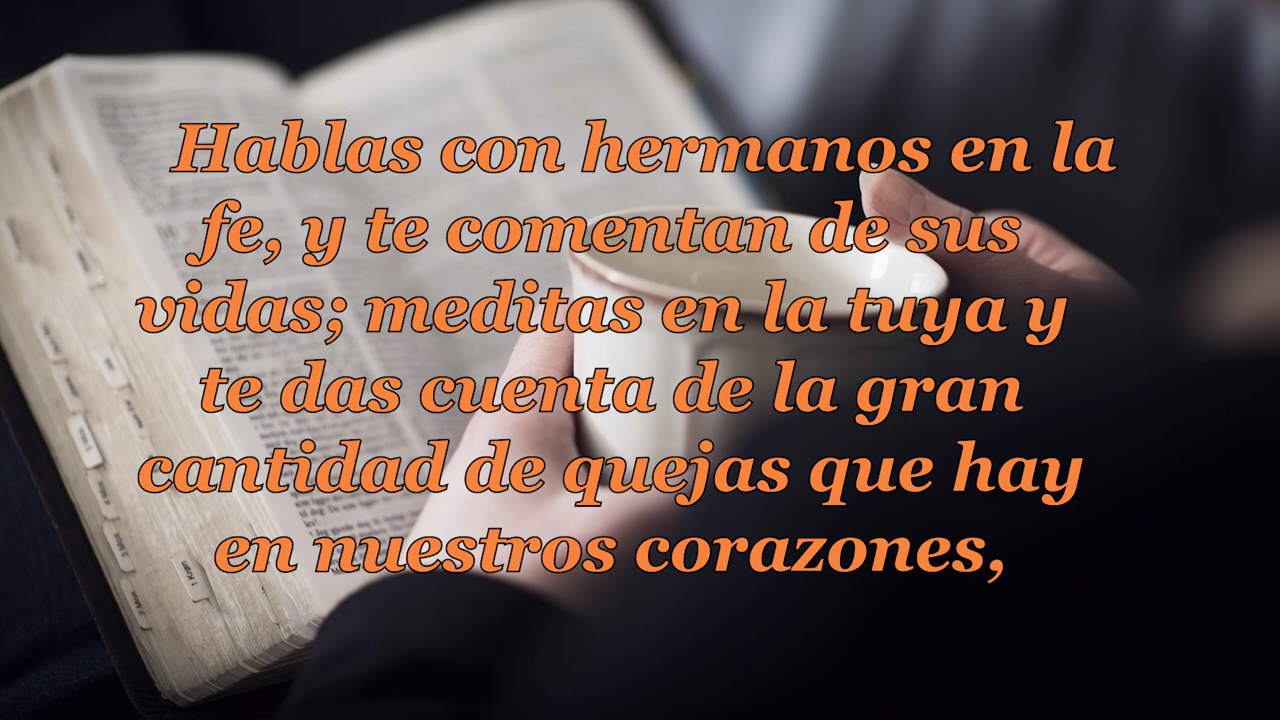 Hablas con hermanos en la
fe, y te comentan de sus
vidas; meditas en la tuya y
te das cuenta de la gran
cantidad de quejas que hay
en nuestros corazones,